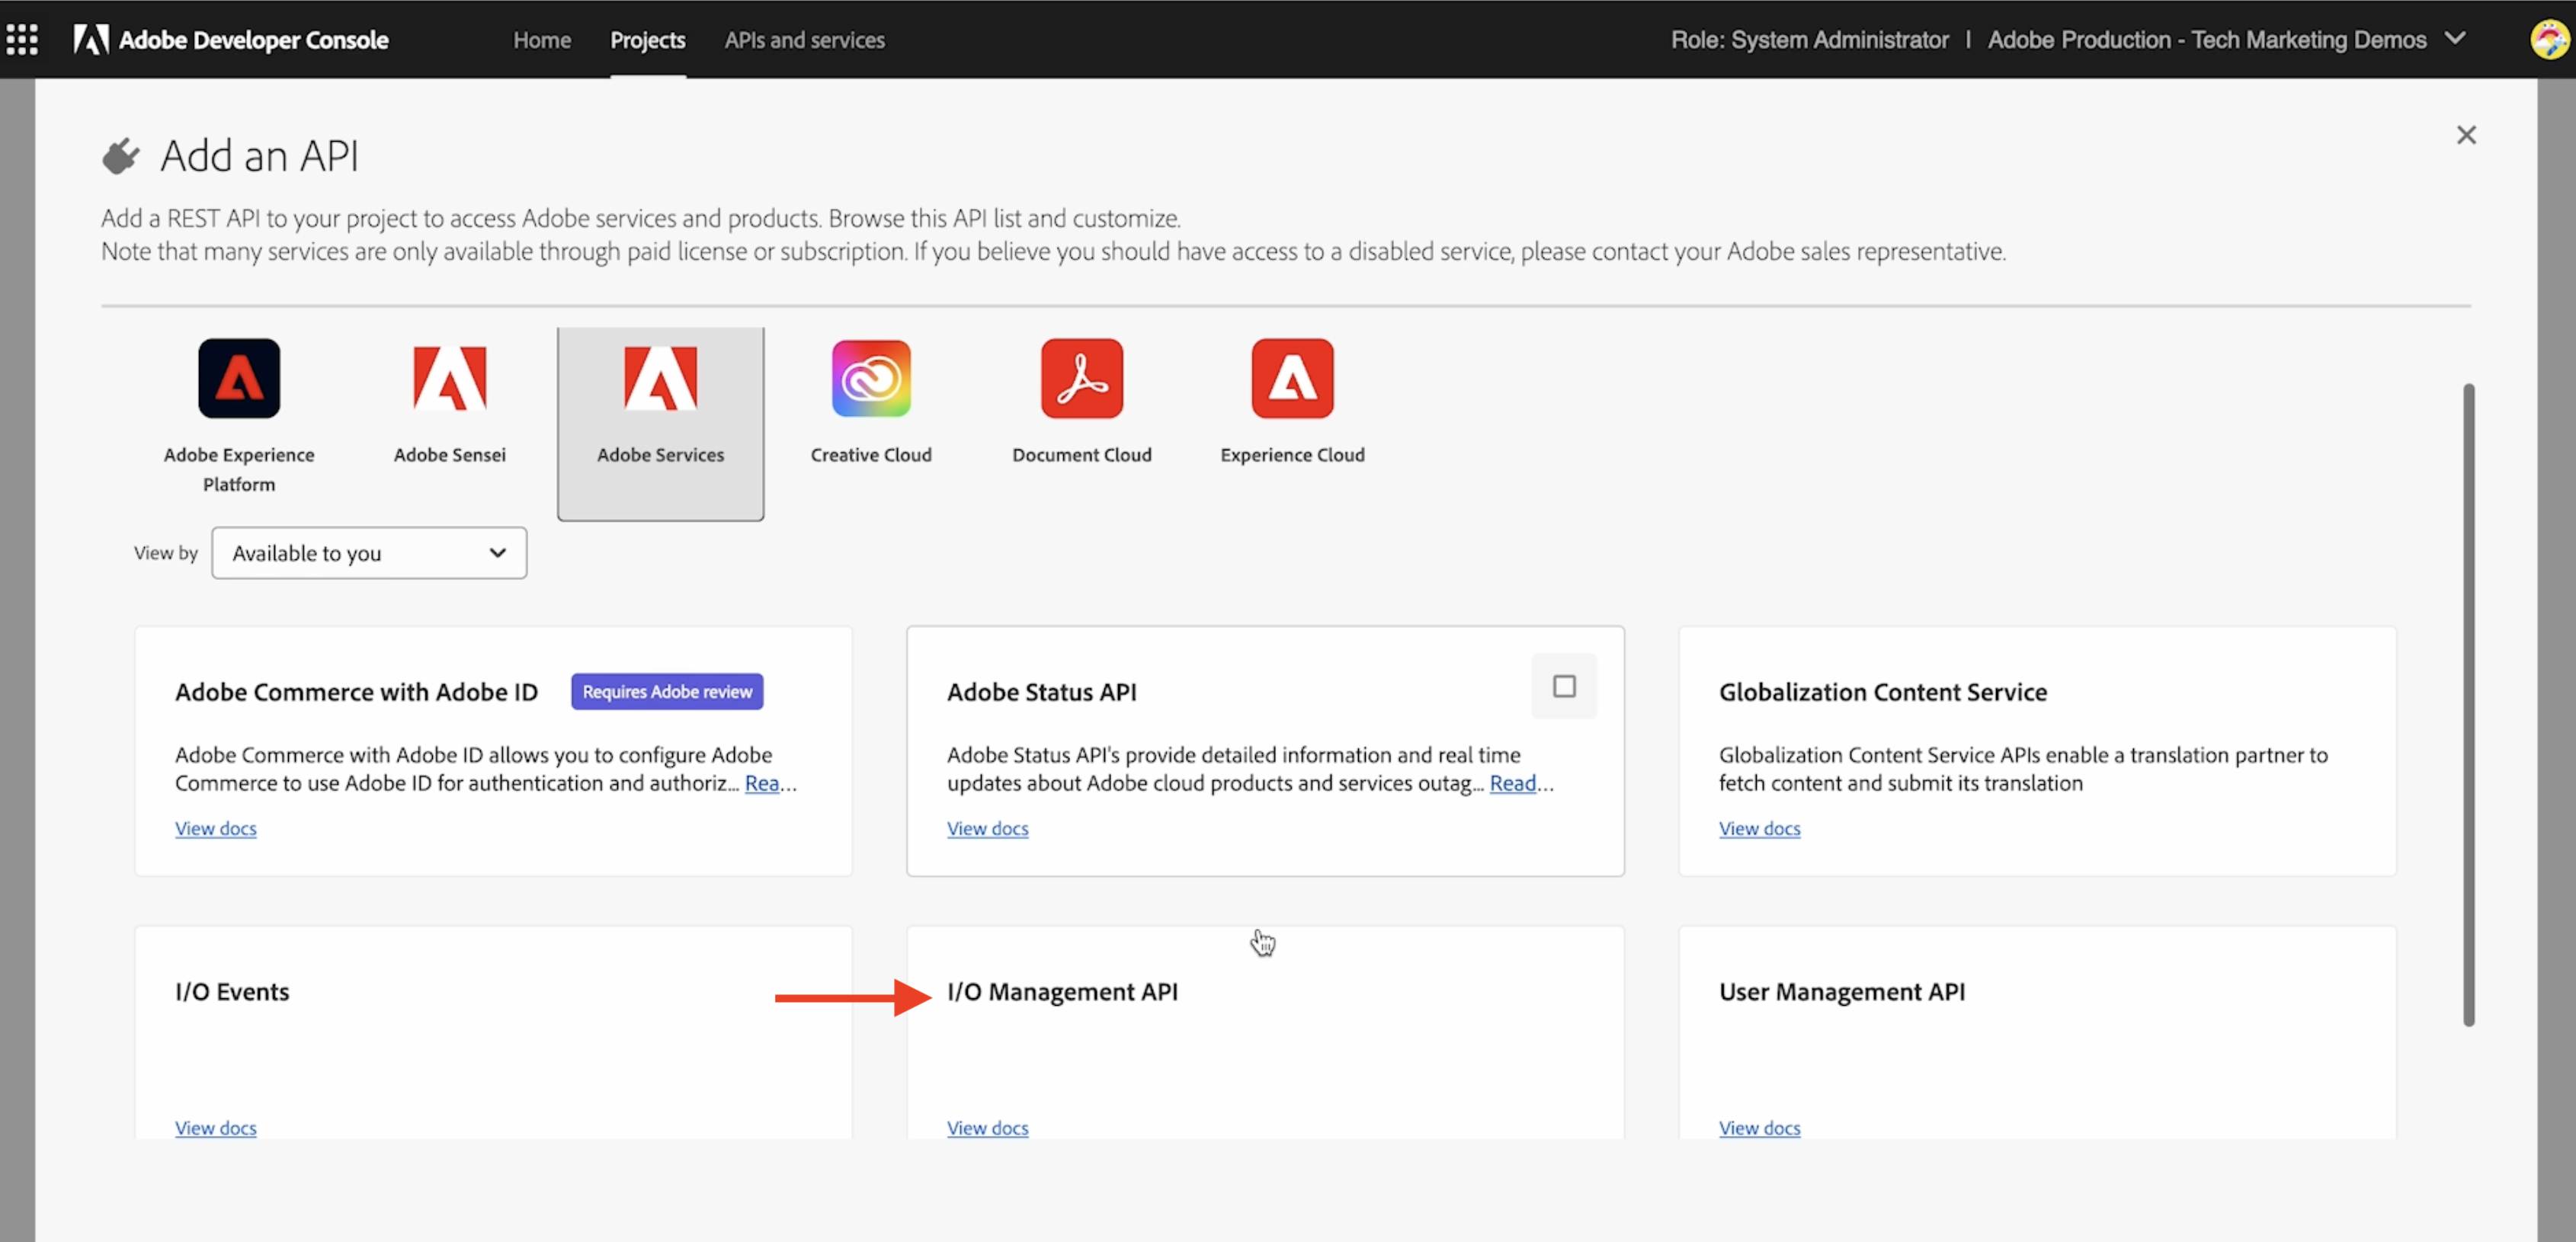 Adobe Developer Console
Home
Projects
APIs and services
Role: System Administrator | Adobe Production - Tech Marketing Demos
Add an API
Add a REST API to your project to access Adobe services and products. Browse this API list and customize.
Note that many services are only available through paid license or subscription. If you believe you should have access to a disabled service, please contact your Adobe sales representative.
Adobe Experience
Platform
Adobe Sensei
Adobe Services
Creative Cloud
Document Cloud
Experience Cloud
View by
Available to you
Adobe Commerce with Adobe ID
Requires Adobe review
Adobe Commerce with Adobe ID allows you to configure Adobe
Commerce to use Adobe ID for authentication and authoriz... Rea...
View docs
Adobe Status API
Adobe Status API's provide detailed information and real time
updates about Adobe cloud products and services outag... Read...
View docs
Globalization Content Service
Globalization Content Service APIs enable a translation partner to
fetch content and submit its translation
View docs
I/O Events
View docs
I/O Management API
View docs
User Management API
View docs